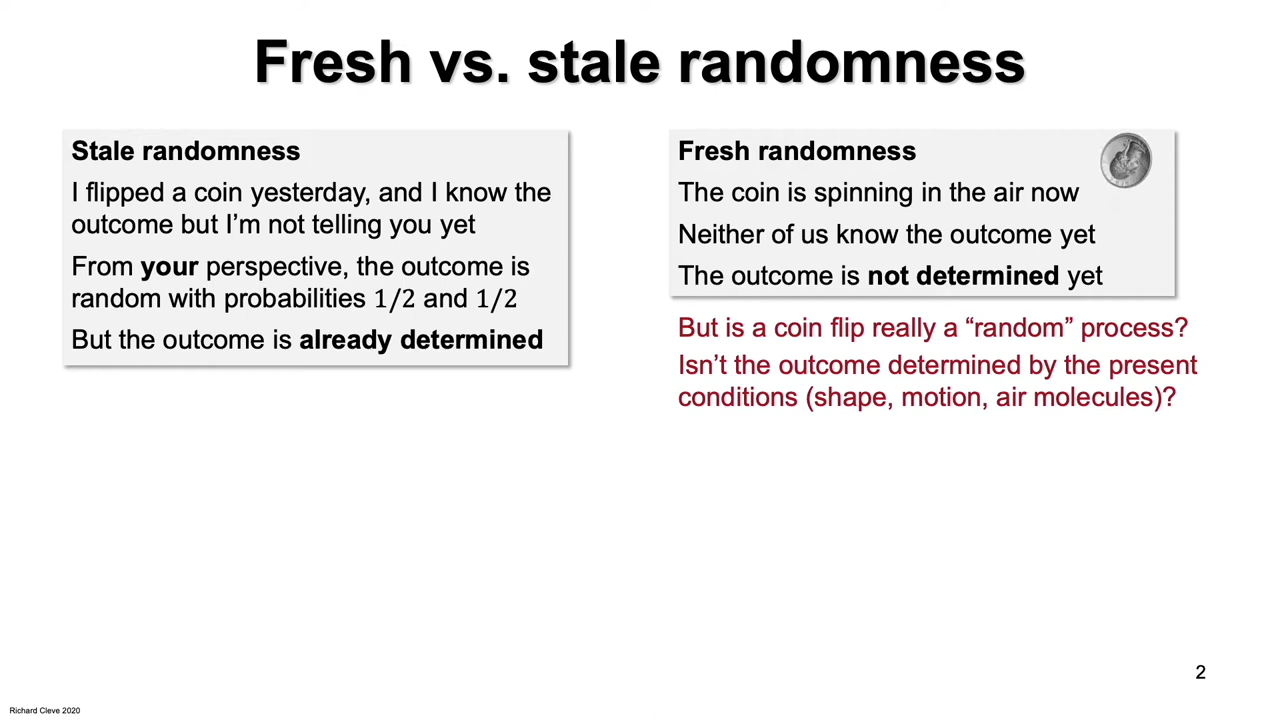 Fresh vs. stale randomness
Stale randomness
I flipped a coin yesterday, and I know the
outcome but I’m not telling you yet
From your perspective, the outcome is
random with probabilities 1/2 and 1/2
But the outcome is already determined
Fresh randomness
The coin is spinning in the air now
Neither of us know the outcome yet
The outcome is not determined yet
But is a coin flip really a “random” process?
Isn’t the outcome determined by the present
conditions (shape, motion, air molecules)?
2
Richard Cleve 2020